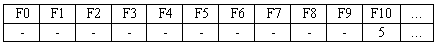 F0 F1 F2 F3 F4 F5 F6 F7 F8 F9 F10 ...
- - - - - - - - - - 5 ...